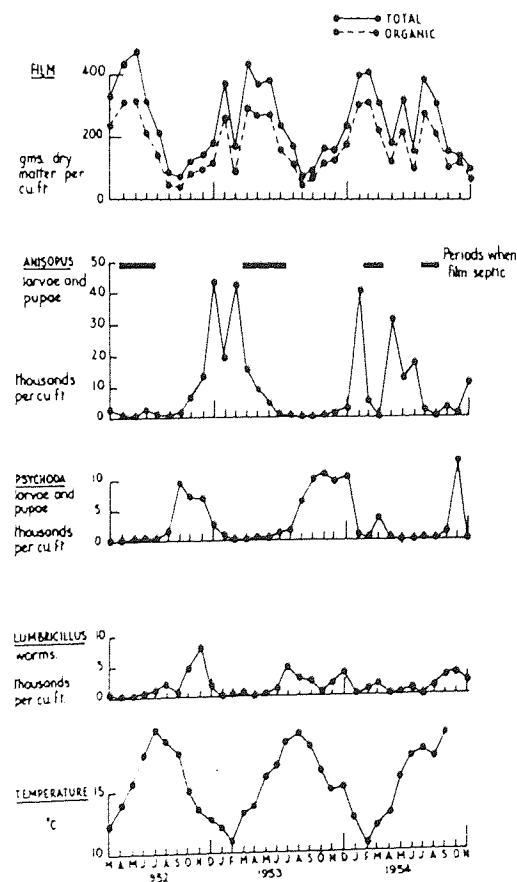 TOTAL
ORGANIC
FILM
400
200
0
gms. dry
matter per
cu.ft
ANISOPUS
larvae and
pupae
thousands
per cu.ft
50
40
30
20
10
0
Periods when
film septic
PSYCHODA
larvae and
pupae
thousands
per cu.ft
10
5
0
LUMBRICILLUS
worms.
thousands
per cu.ft.
10
5
0
TEMPERATURE
°C
15
10
M A M J J A S O N D J F M A M J J A S O N D J F M A M J J A S O N
1953
1954